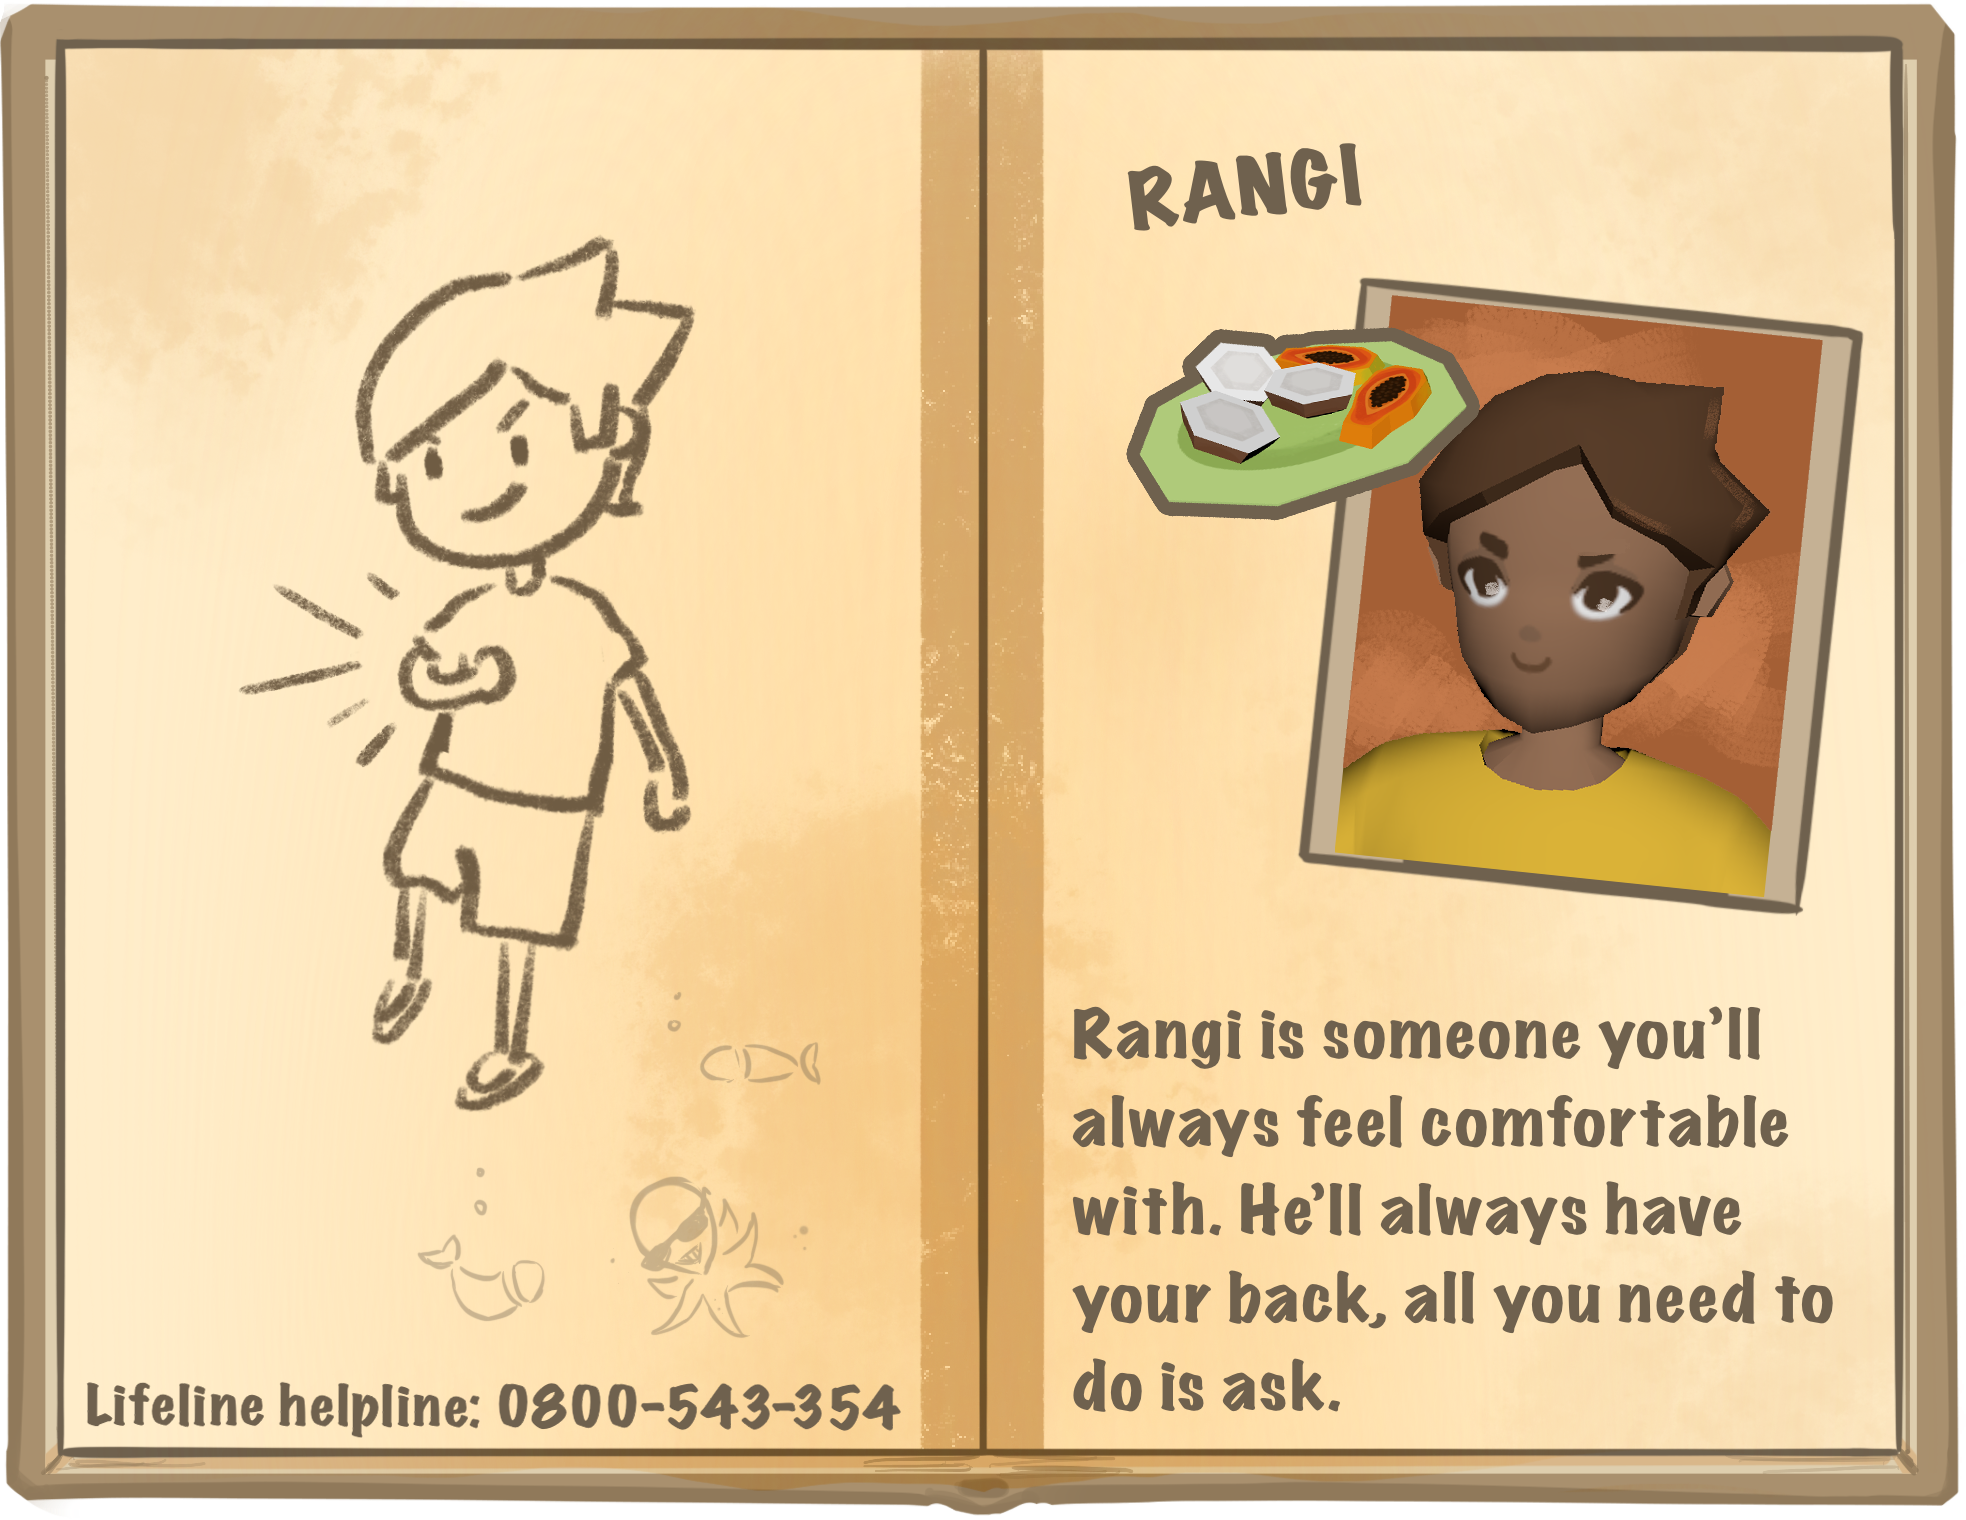 Lifeline helpline: 0800-543-354
RANGI
Rangi is someone you'll
always feel comfortable
with. He'll always have
your back, all you need to
do is ask.